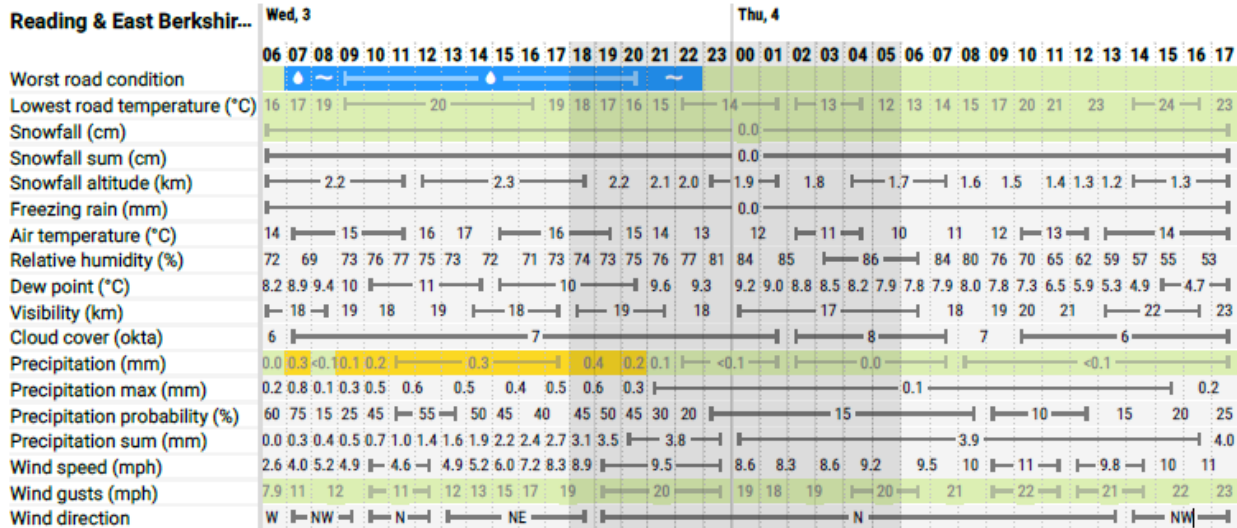 Reading & East Berkshir... Wed, 3 Thu, 4
06 07 08 09 10 11 12 13 14 15 16 17 18 19 20 21 22 23 00 01 02 03 04 05 06 07 08 09 10 11 12 13 14 15 16 17
Worst road condition
Lowest road temperature (°C) 16 17 19 20 19 18 17 16 15 14 13 12 13 14 15 17 20 21 23 24 23
Snowfall (cm) 0.0
Snowfall sum (cm) 0.0
Snowfall altitude (km) 2.2 2.3 2.2 2.1 2.0 1.9 1.8 1.7 1.6 1.5 1.4 1.3 1.2 1.3
Freezing rain (mm) 0.0
Air temperature (°C) 14 15 16 17 16 15 14 13 12 11 10 11 12 13 14
Relative humidity (%) 72 69 73 76 77 75 73 72 71 73 74 73 75 76 77 81 84 85 86 84 80 76 70 65 62 59 57 55 53
Dew point (°C) 8.2 8.9 9.4 10 11 10 9.6 9.3 9.2 9.0 8.8 8.5 8.2 7.9 7.8 7.9 8.0 7.8 7.3 6.5 5.9 5.3 4.9 4.7
Visibility (km) 18 19 18 19 18 19 18 17 18 19 20 21 22 23
Cloud cover (okta) 6 7 8 7 6
Precipitation (mm) 0.0 0.3 <0.1 0.1 0.2 0.3 0.4 0.2 0.1 <0.1 0.0 <0.1
Precipitation max (mm) 0.2 0.8 0.1 0.3 0.5 0.6 0.5 0.4 0.5 0.6 0.3 0.1 0.2
Precipitation probability (%) 60 75 15 25 45 55 50 45 40 45 50 45 30 20 15 10 15 20 25
Precipitation sum (mm) 0.0 0.3 0.4 0.5 0.7 1.0 1.4 1.6 1.9 2.2 2.4 2.7 3.1 3.5 3.8 3.9 4.0
Wind speed (mph) 2.6 4.0 5.2 4.9 4.6 4.9 5.2 6.0 7.2 8.3 8.9 9.5 8.6 8.3 8.6 9.2 9.5 10 11 9.8 10 11
Wind gusts (mph) 7.9 11 12 11 12 13 15 17 19 20 19 18 19 20 21 22 21 22 23
Wind direction W NW N NE N NW